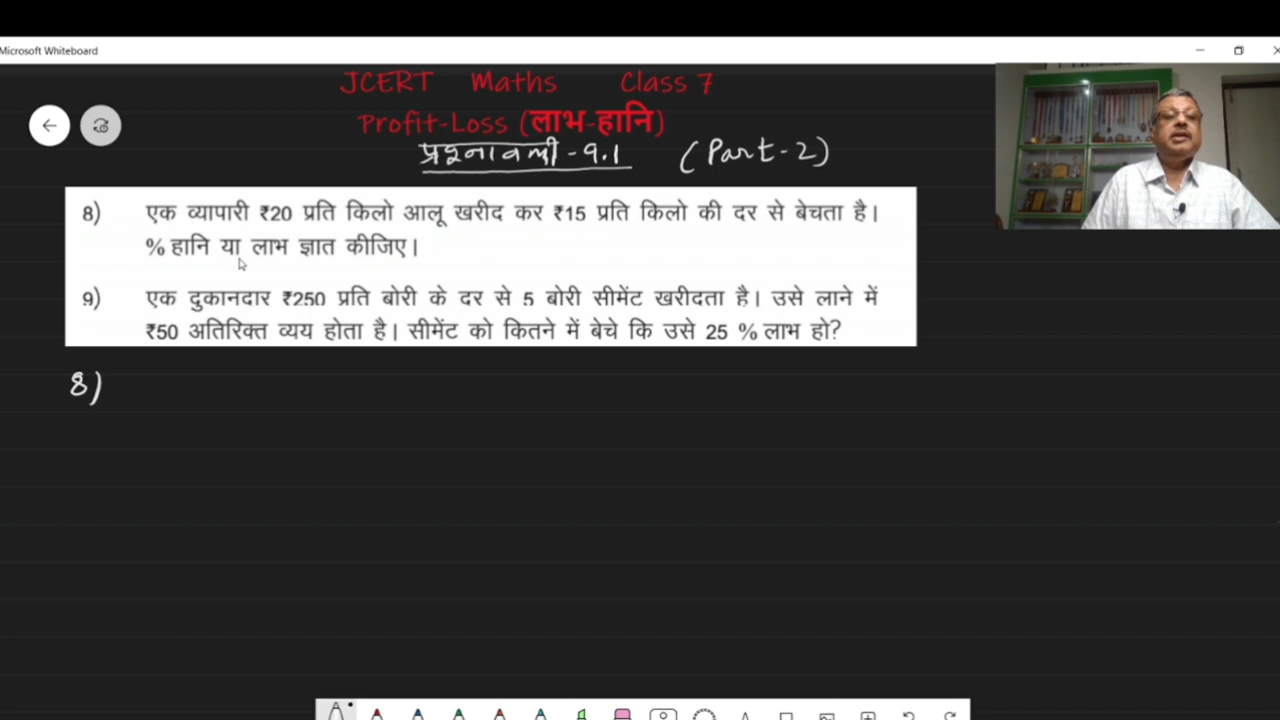 Microsoft Whiteboard
JCERT Maths Class 7
Profit-Loss (लाभ-हानि)
प्रश्नावली - 9.1 (Part-2)
8) एक व्यापारी ₹20 प्रति किलो आलू खरीद कर ₹15 प्रति किलो की दर से बेचता है।
% हानि या लाभ ज्ञात कीजिए।
9) एक दुकानदार ₹250 प्रति बोरी के दर से 5 बोरी सीमेंट खरीदता है। उसे लाने में
₹50 अतिरिक्त व्यय होता है। सीमेंट को कितने में बेचे कि उसे 25 % लाभ हो?
8)